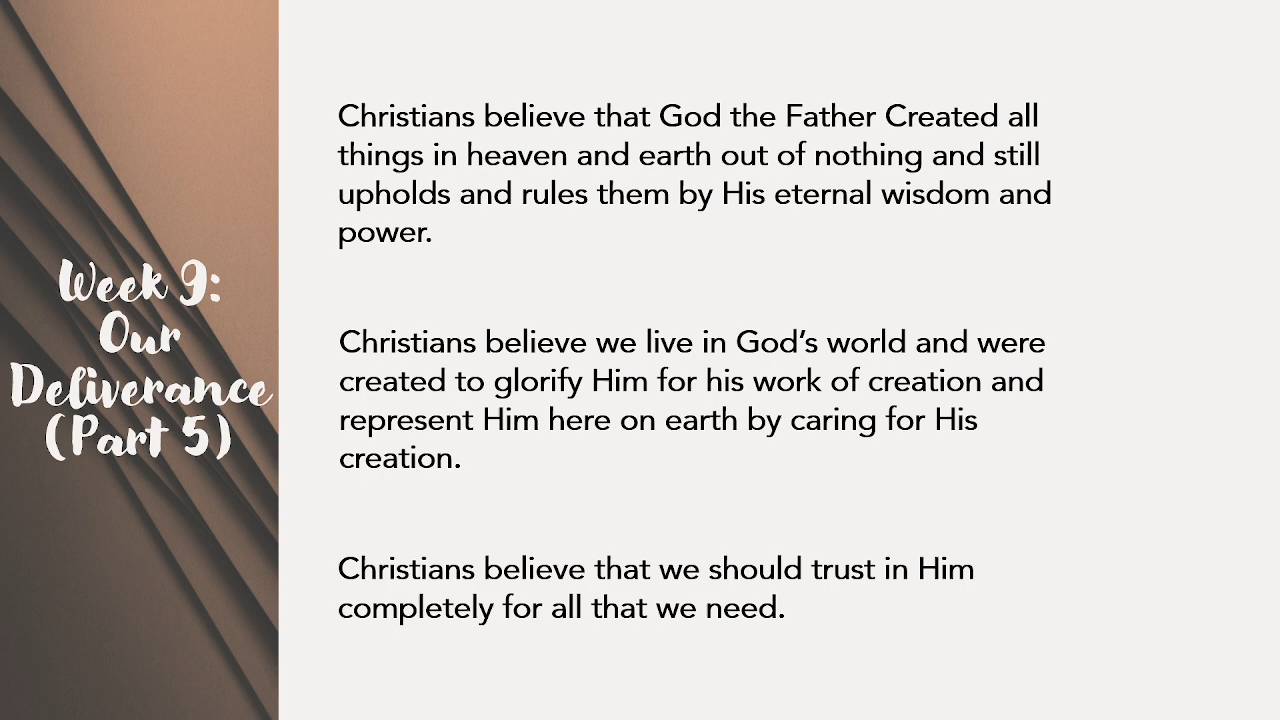 Week 9:
Our
Deliverance
(Part 5)
Christians believe that God the Father Created all
things in heaven and earth out of nothing and still
upholds and rules them by His eternal wisdom and
power.
Christians believe we live in God’s world and were
created to glorify Him for his work of creation and
represent Him here on earth by caring for His
creation.
Christians believe that we should trust in Him
completely for all that we need.